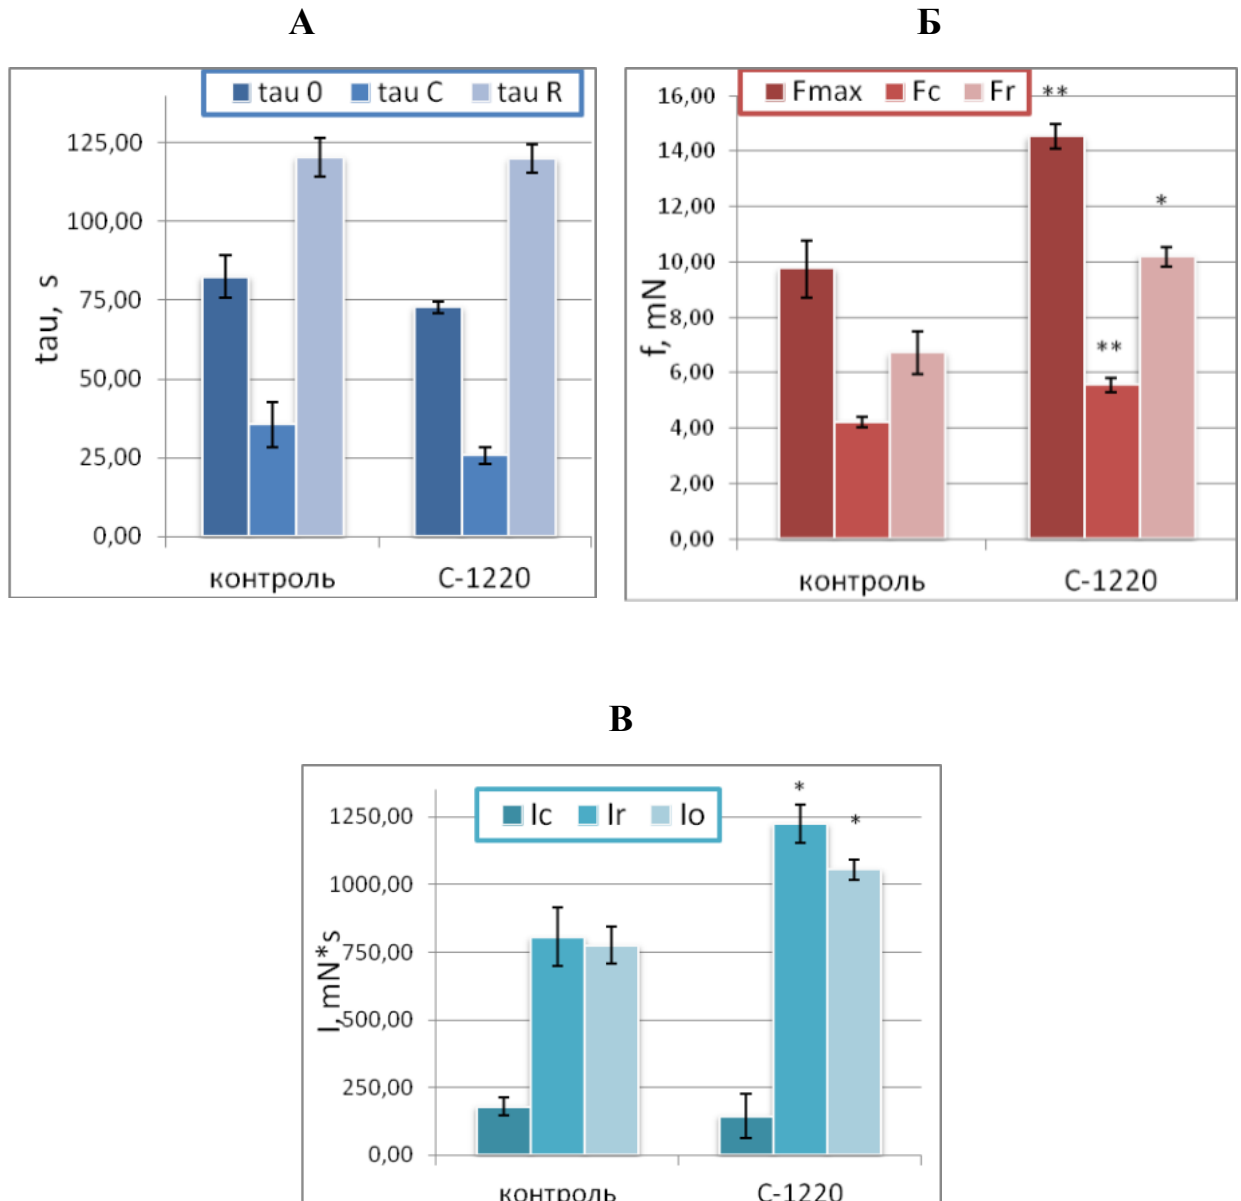 А
tau 0 tau C tau R
tau, s
125,00
100,00
75,00
50,00
25,00
0,00
контроль С-1220
Б
Fmax Fc Fr
f, mN
16,00
14,00
12,00
10,00
8,00
6,00
4,00
2,00
0,00
**
**
*
контроль С-1220
В
Ic Ir Io
I, mN*s
1250,00
1000,00
750,00
500,00
250,00
0,00
*
*
контроль С-1220